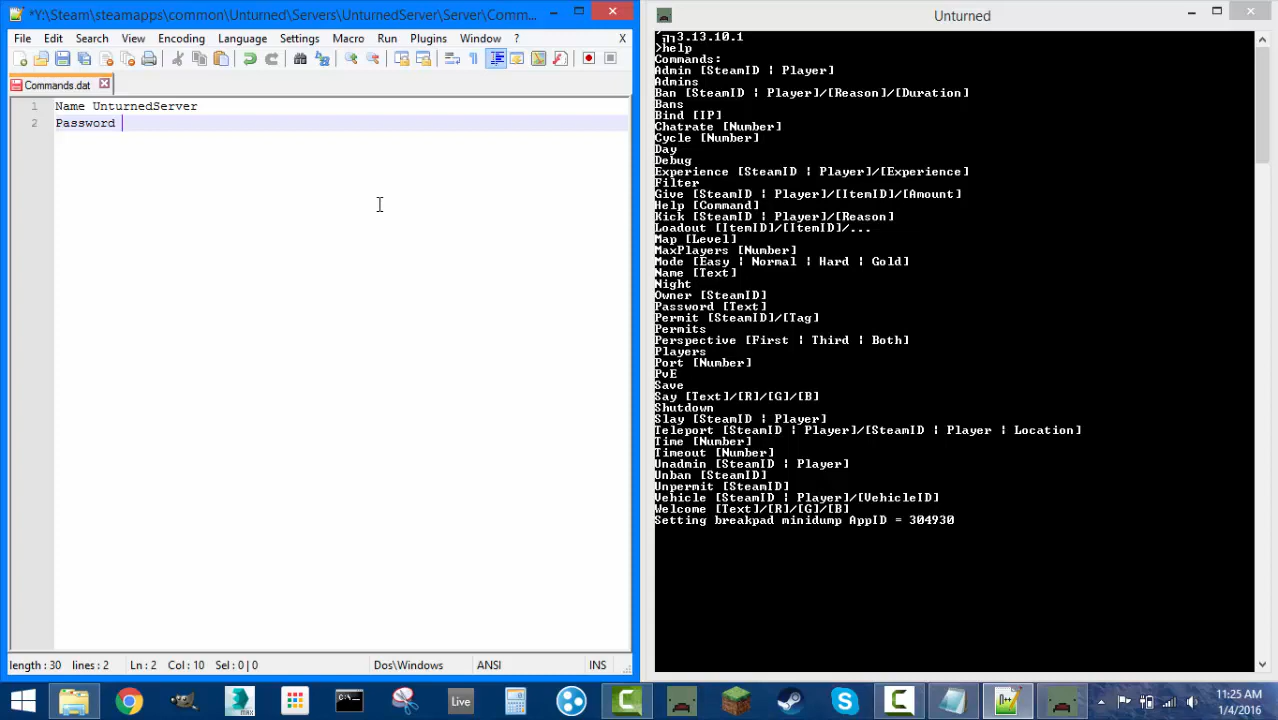 *Y:\Steam\steamapps\common\Unturned\Servers\UnturnedServer\Server\Comm...
File Edit Search View Encoding Language Settings Macro Run Plugins Window ? X
Commands.dat
1 Name UnturnedServer
2 Password
length : 30 lines : 2 Ln : 2 Col : 10 Sel : 0 | 0 Dos\Windows ANSI INS
Unturned
3.13.10.1
>help
Commands:
Admin [SteamID ¦ Player]
Admins
Ban [SteamID ¦ Player]/[Reason]/[Duration]
Bans
Bind [IP]
Chatrate [Number]
Cycle [Number]
Day
Debug
Experience [SteamID ¦ Player]/[Experience]
Filter
Give [SteamID ¦ Player]/[ItemID]/[Amount]
Help [Command]
Kick [SteamID ¦ Player]/[Reason]
Loadout [ItemID]/[ItemID]/...
Map [Level]
MaxPlayers [Number]
Mode [Easy ¦ Normal ¦ Hard ¦ Gold]
Name [Text]
Night
Owner [SteamID]
Password [Text]
Permit [SteamID]/[Tag]
Permits
Perspective [First ¦ Third ¦ Both]
Players
Port [Number]
PvE
Save
Say [Text]/[R]/[G]/[B]
Shutdown
Slay [SteamID ¦ Player]
Teleport [SteamID ¦ Player]/[SteamID ¦ Player ¦ Location]
Time [Number]
Timeout [Number]
Unadmin [SteamID ¦ Player]
Unban [SteamID]
Unpermit [SteamID]
Vehicle [SteamID ¦ Player]/[VehicleID]
Welcome [Text]/[R]/[G]/[B]
Setting breakpad minidump AppID = 304930
Live
11:25 AM
1/4/2016